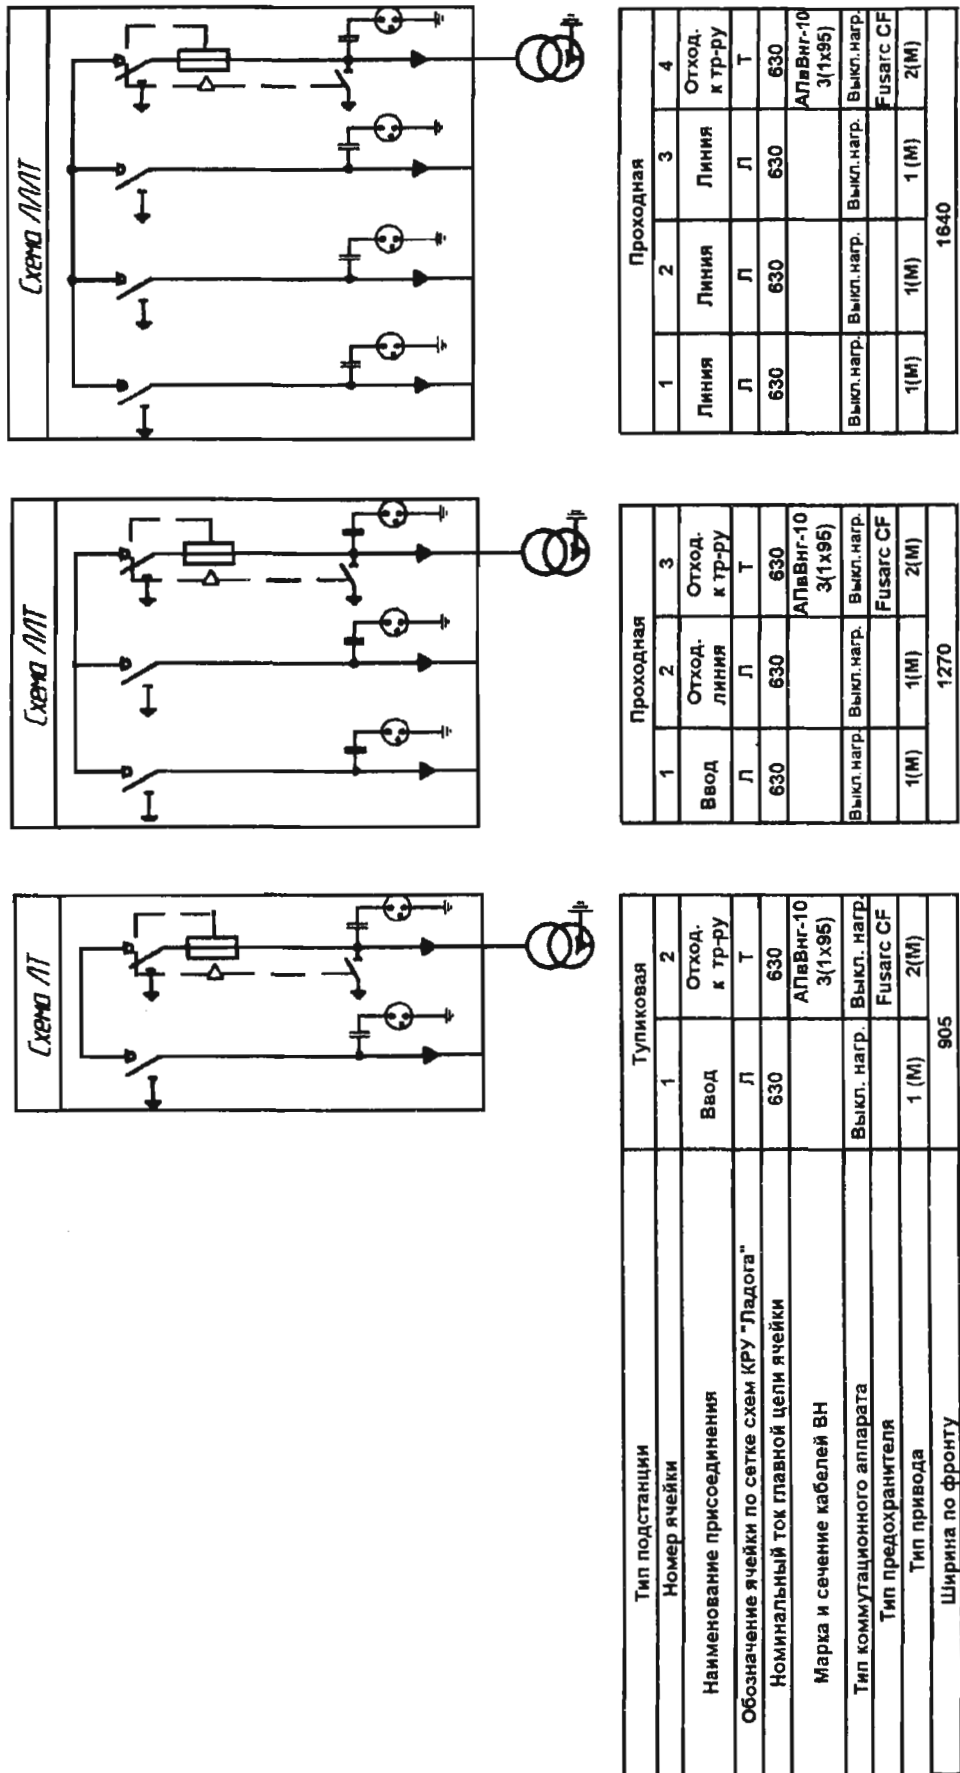 Схема ЛТ
Схема ЛЛТ
Схема ЛЛЛТ
Тип подстанции Тупиковая Проходная Проходная
Номер ячейки 1 2 1 2 3 1 2 3 4
Наименование присоединения Ввод Отход. к тр-ру Ввод Отход. линия Отход. к тр-ру Линия Линия Линия Отход. к тр-ру
Обозначение ячейки по сетке схем КРУ "Ладога" Л Т Л Л Т Л Л Л Т
Номинальный ток главной цепи ячейки 630 630 630 630 630 630 630 630 630
Марка и сечение кабелей ВН АПвВнг-10 3(1х95) АПвВнг-10 3(1х95) АПвВнг-10 3(1х95)
Тип коммутационного аппарата Выкл. нагр. Выкл. нагр. Выкл.нагр. Выкл.нагр. Выкл.нагр. Выкл.нагр. Выкл.нагр. Выкл.нагр. Выкл.нагр.
Тип предохранителя Fusarc CF Fusarc CF Fusarc CF
Тип привода 1 (М) 2(М) 1(М) 1(М) 2(М) 1(М) 1(М) 1 (М) 2(М)
Ширина по фронту 905 1270 1640